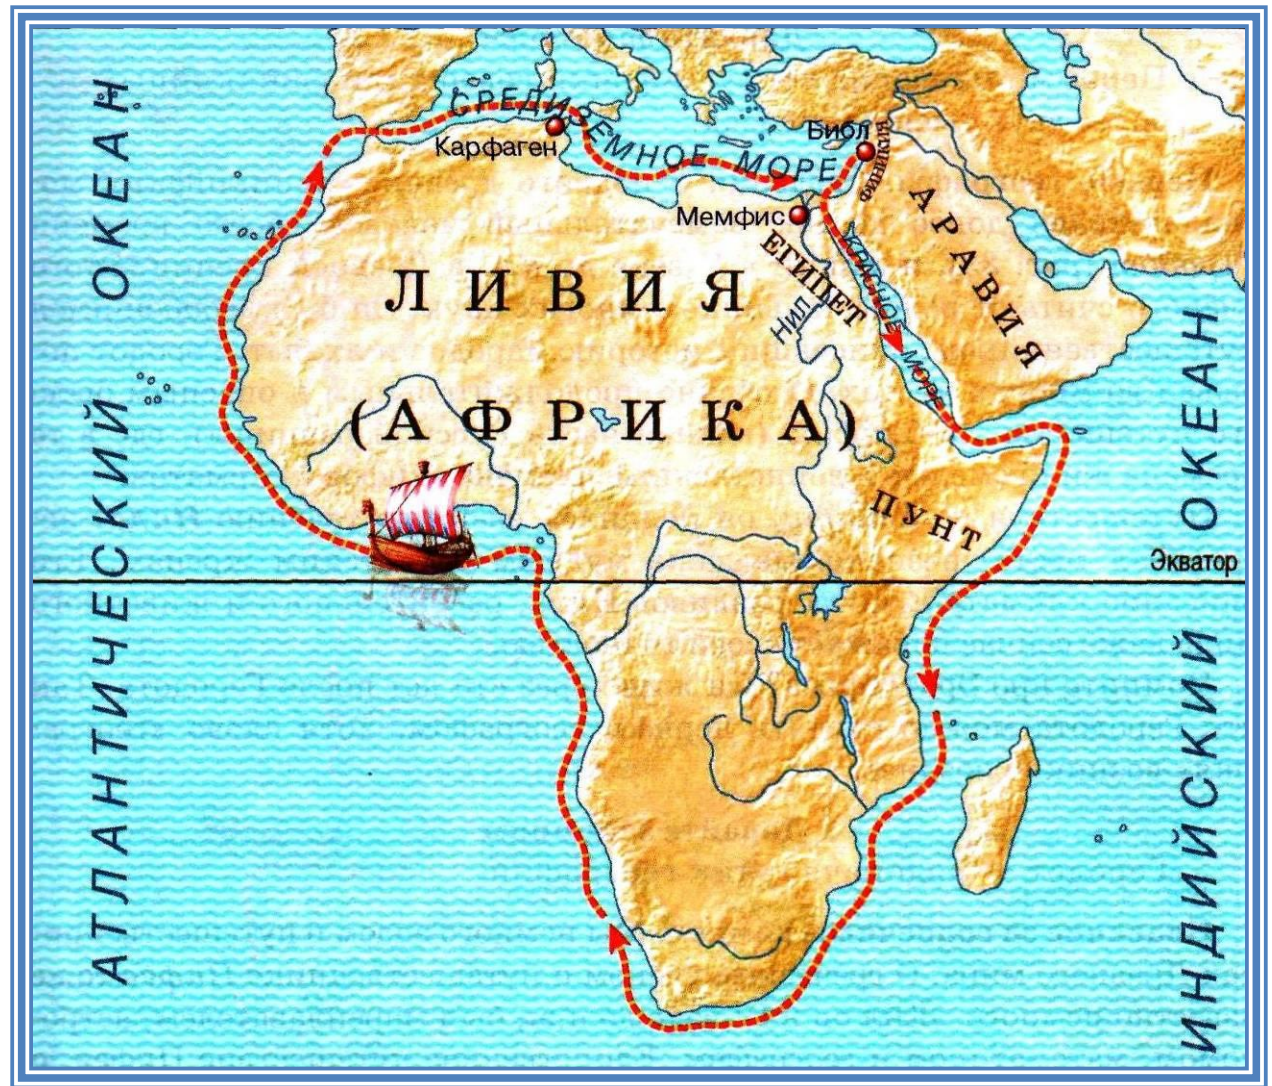 АТЛАНТИЧЕСКИЙ ОКЕАН
СРЕДИЗЕМНОЕ МОРЕ
Карфаген
Библ
ФИНИКИЯ
Мемфис
ЕГИПЕТ
АРАВИЯ
КРАСНОЕ МОРЕ
Нил
ЛИВИЯ
(АФРИКА)
ПУНТ
Экватор
ИНДИЙСКИЙ ОКЕАН